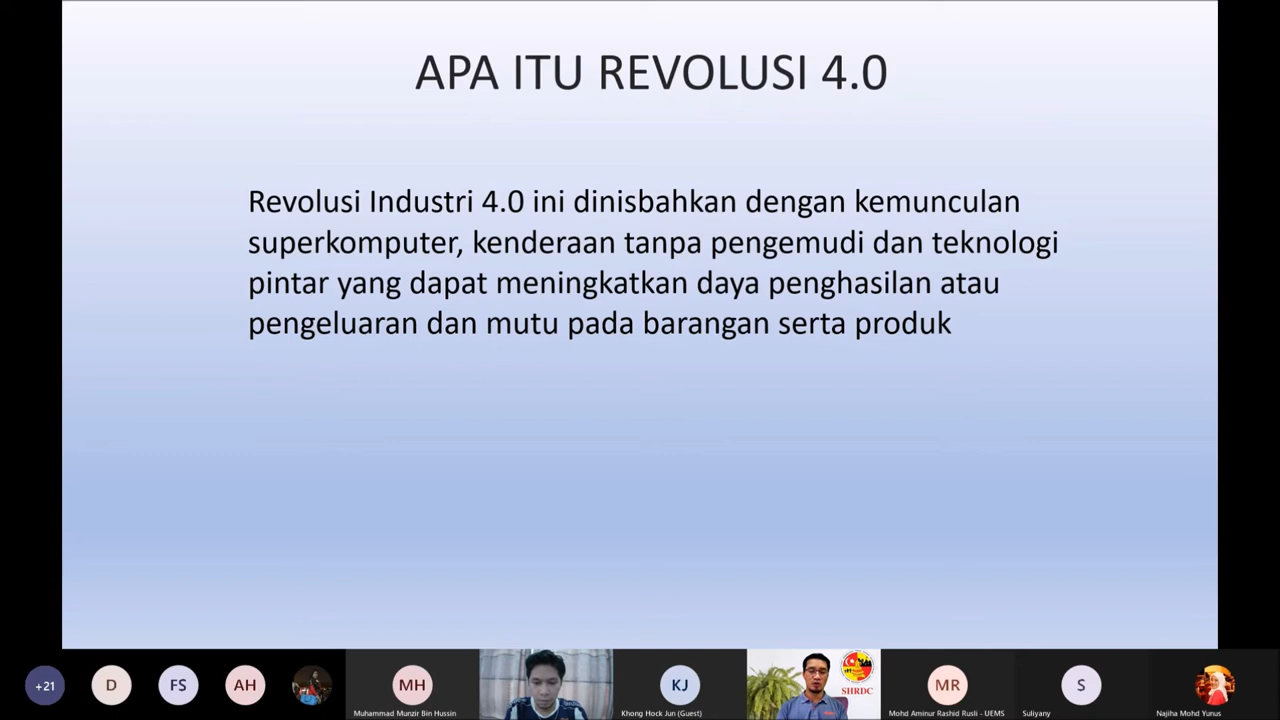 APA ITU REVOLUSI 4.0
Revolusi Industri 4.0 ini dinisbahkan dengan kemunculan
superkomputer, kenderaan tanpa pengemudi dan teknologi
pintar yang dapat meningkatkan daya penghasilan atau
pengeluaran dan mutu pada barangan serta produk
+21
D
FS
AH
MH
Muhammad Munzir Bin Hussin
KJ
Khong Hock Jun (Guest)
SHRDC
MR
Mohd Aminur Rashid Rusli - UEMS
S
Suliyany
Najiha Mohd Yunus